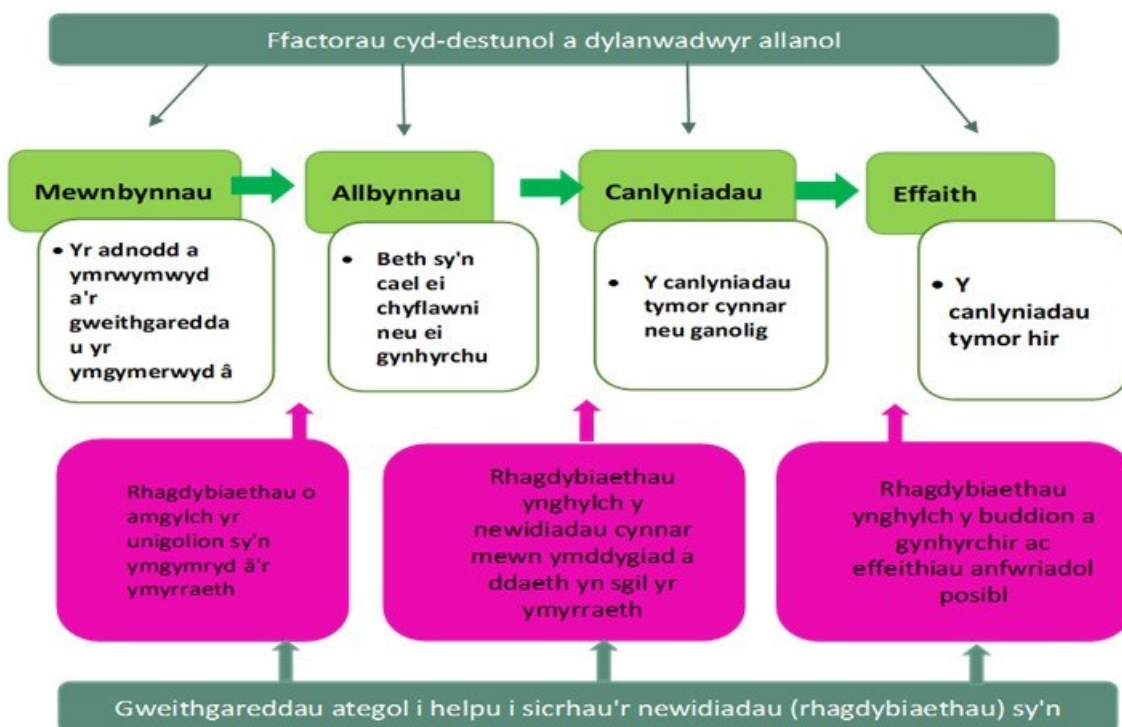 Ffactorau cyd-destunol a dylanwadwyr allanol
Mewnbynnau
Allbynnau
Canlyniadau
Effaith
• Yr adnodd a
ymrwymwyd
a'r
gweithgaredda
u yr
ymgymerwyd â
• Beth sy'n
cael ei
chyflawni
neu ei
gynhyrchu
• Y canlyniadau
tymor cynnar
neu ganolig
• Y
canlyniadau
tymor hir
Rhagdybiaethau o
amgylch yr
unigolion sy'n
ymgymryd â'r
ymyrraeth
Rhagdybiaethau
ynghylch y
newidiadau cynnar
mewn ymddygiad a
ddaeth yn sgil yr
ymyrraeth
Rhagdybiaethau
ynghylch y buddion a
gynhyrchir ac
effeithiau anfwriadol
posibl
Gweithgareddau ategol i helpu i sicrhau'r newidiadau (rhagdybiaethau) sy'n